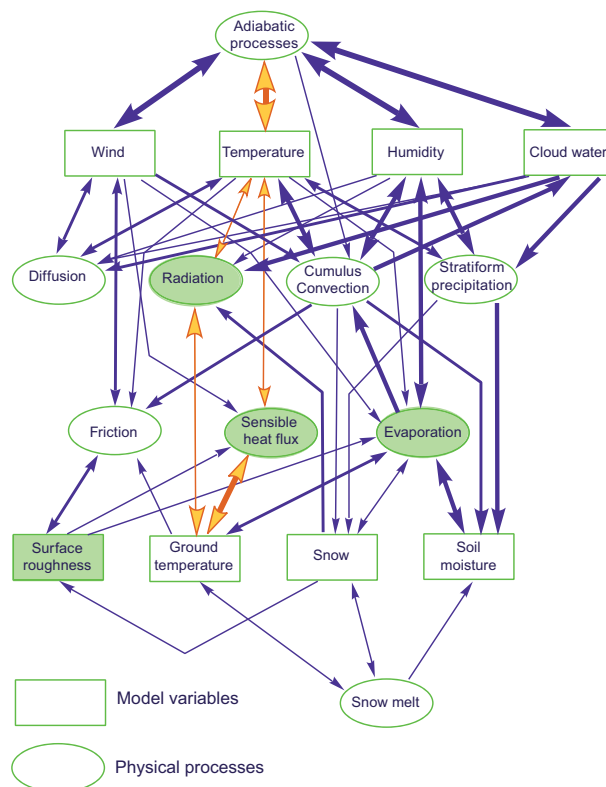 Adiabatic
processes
Wind
Temperature
Humidity
Cloud water
Diffusion
Radiation
Cumulus
Convection
Stratiform
precipitation
Friction
Sensible
heat flux
Evaporation
Surface
roughness
Ground
temperature
Snow
Soil
moisture
Snow melt
Model variables
Physical processes